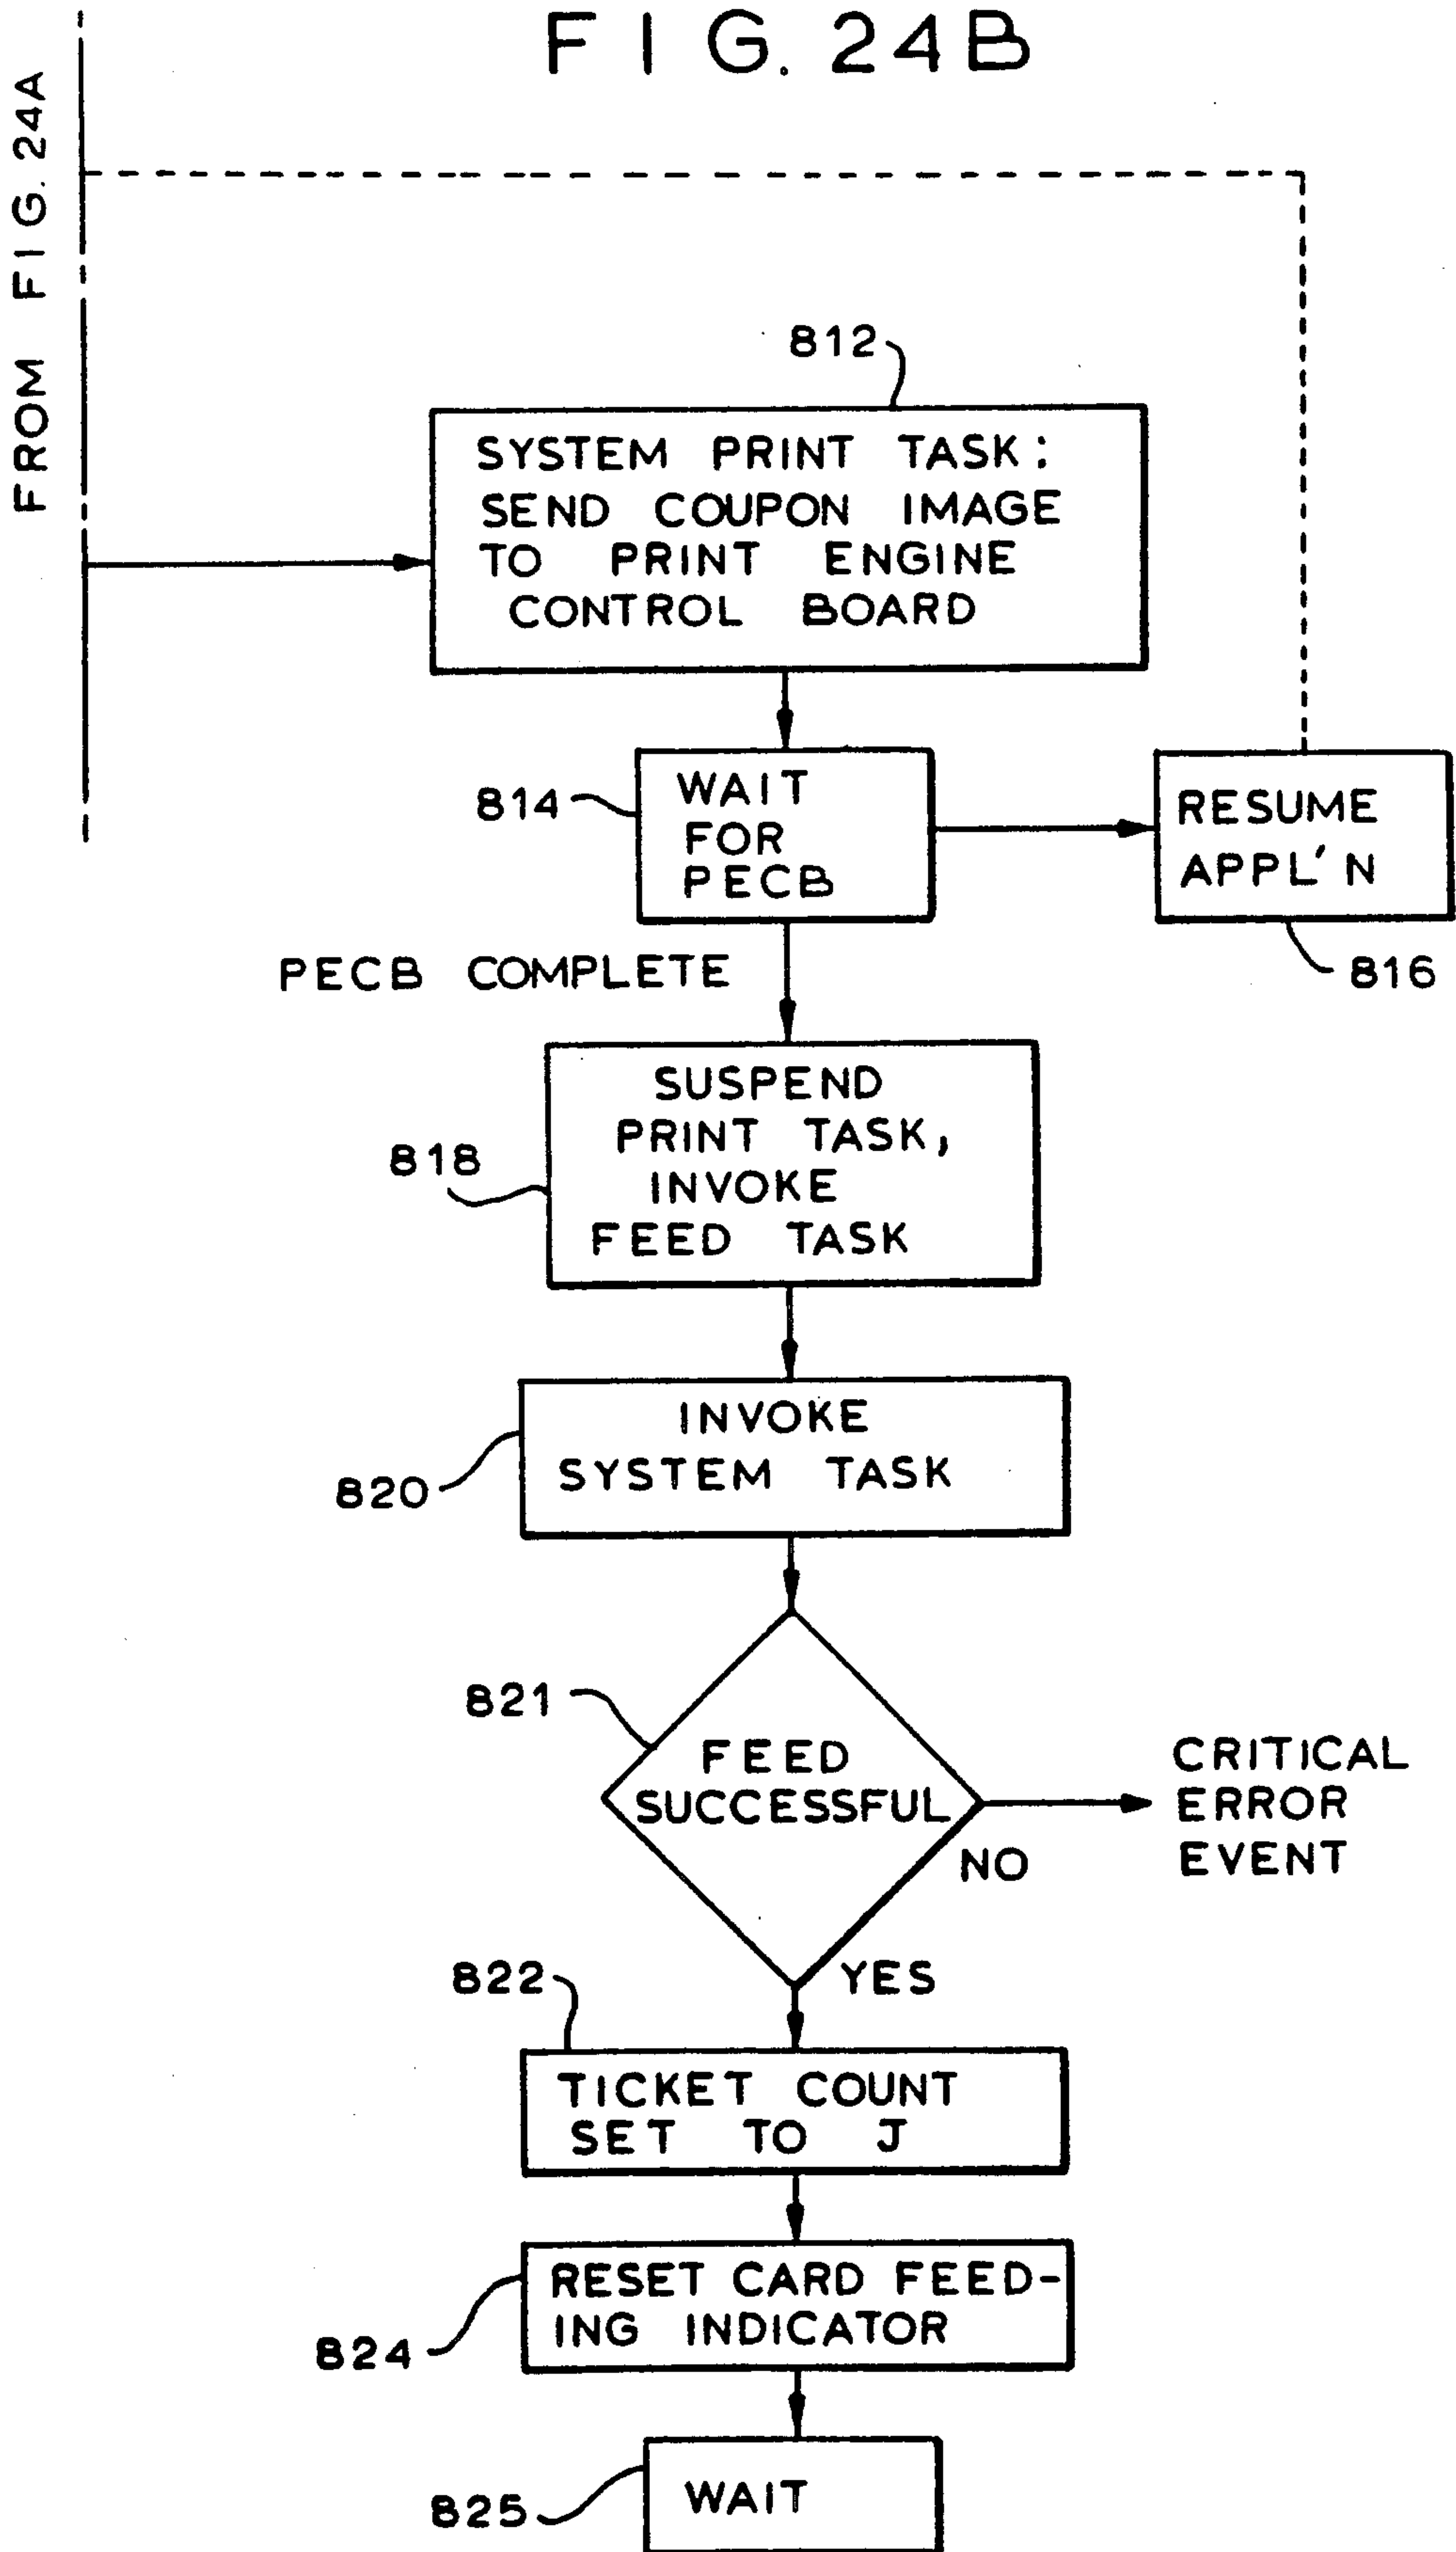 FIG. 24B
FROM FIG. 24A
812
SYSTEM PRINT TASK:
SEND COUPON IMAGE
TO PRINT ENGINE
CONTROL BOARD
814
WAIT
FOR
PECB
RESUME
APPL'N
816
PECB COMPLETE
818
SUSPEND
PRINT TASK,
INVOKE
FEED TASK
820
INVOKE
SYSTEM TASK
821
FEED
SUCCESSFUL
NO
CRITICAL
ERROR
EVENT
YES
822
TICKET COUNT
SET TO J
824
RESET CARD FEED-
ING INDICATOR
825
WAIT